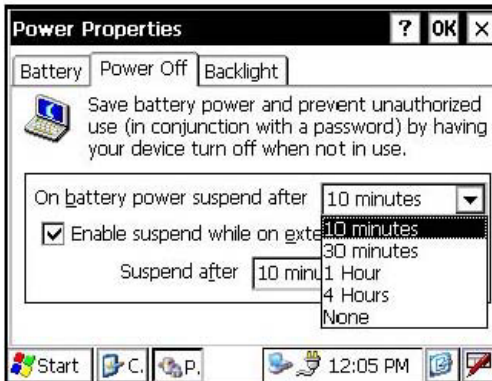 Power Properties ? OK ×
Battery Power Off Backlight
Save battery power and prevent unauthorized
use (in conjunction with a password) by having
your device turn off when not in use.
On battery power suspend after 10 minutes
10 minutes
Enable suspend while on exte
30 minutes
Suspend after 10 minu
1 Hour
4 Hours
None
Start C. P. 12:05 PM